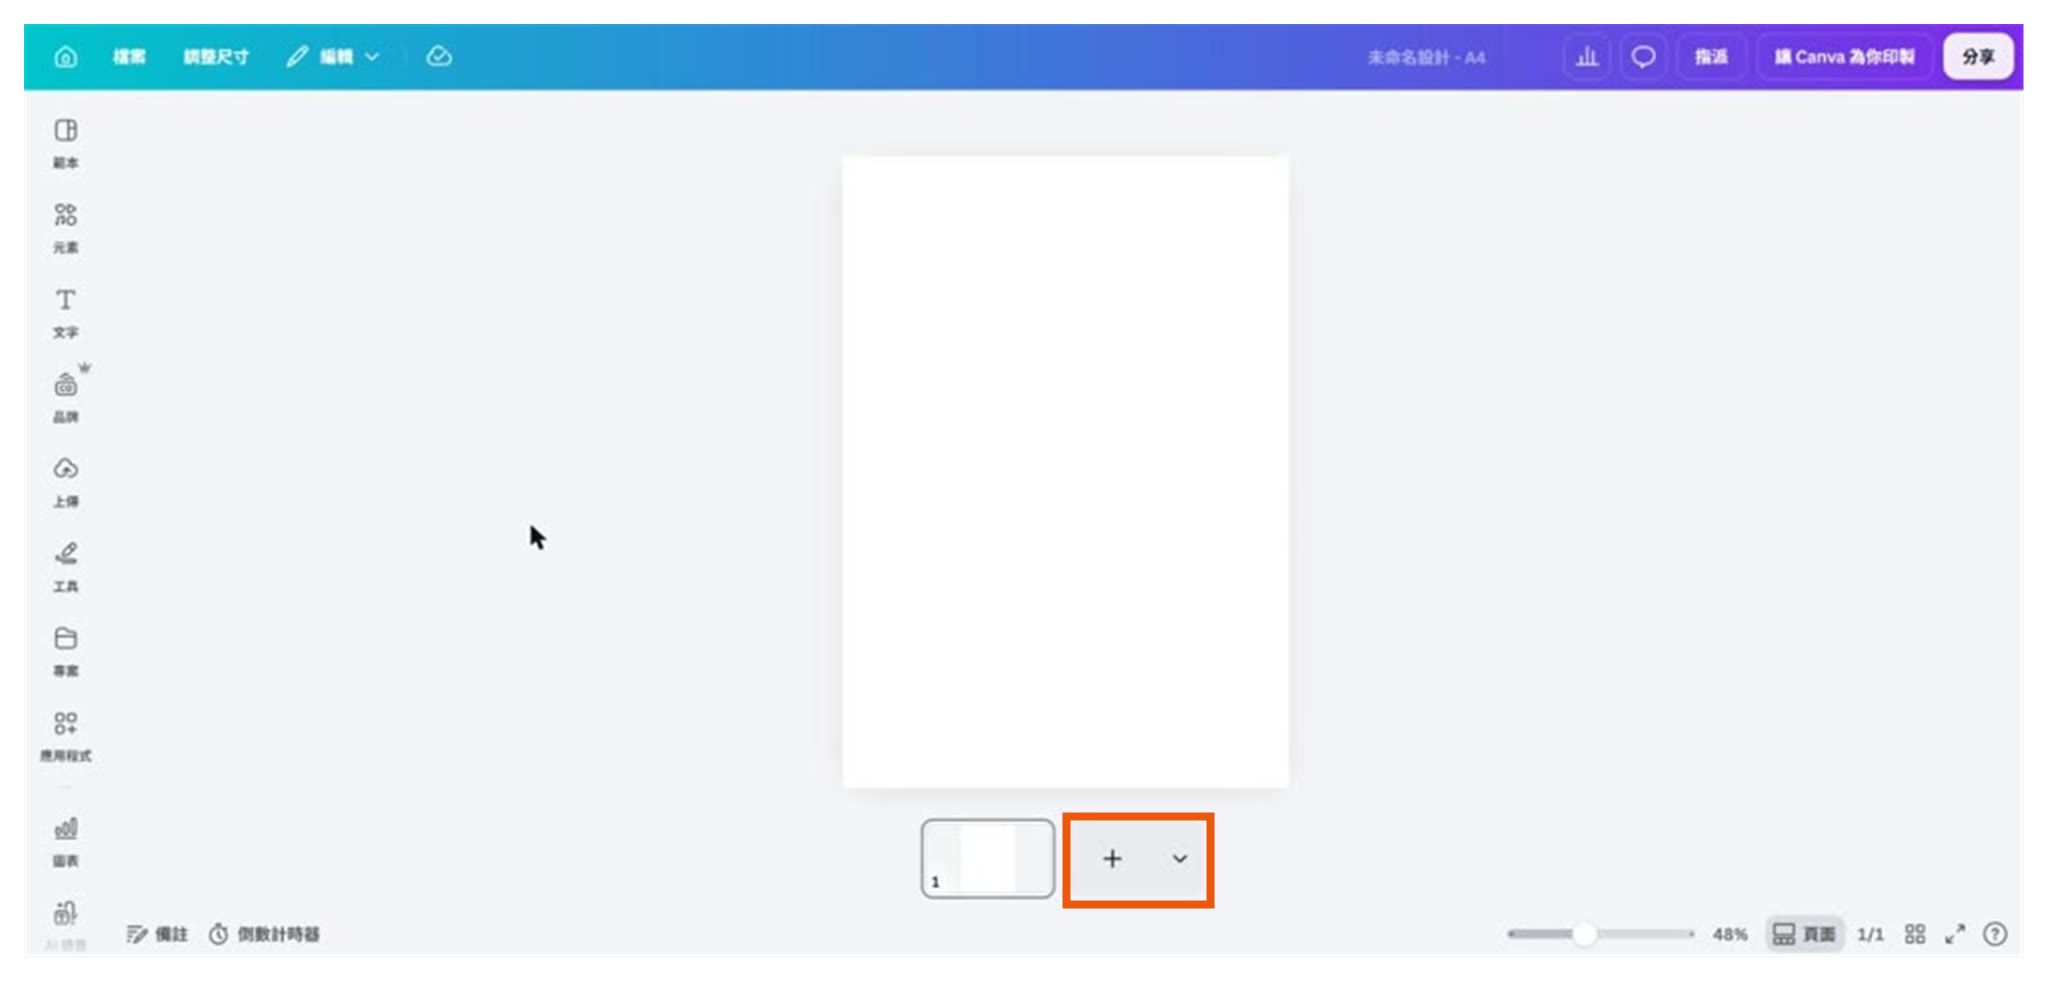 檔案 調整尺寸 編輯 未命名設計 - A4 指派 讓 Canva 為你印製 分享
範本
元素
文字
品牌
上傳
工具
專案
應用程式
圖表
1
備註 倒數計時器 48% 頁面 1/1